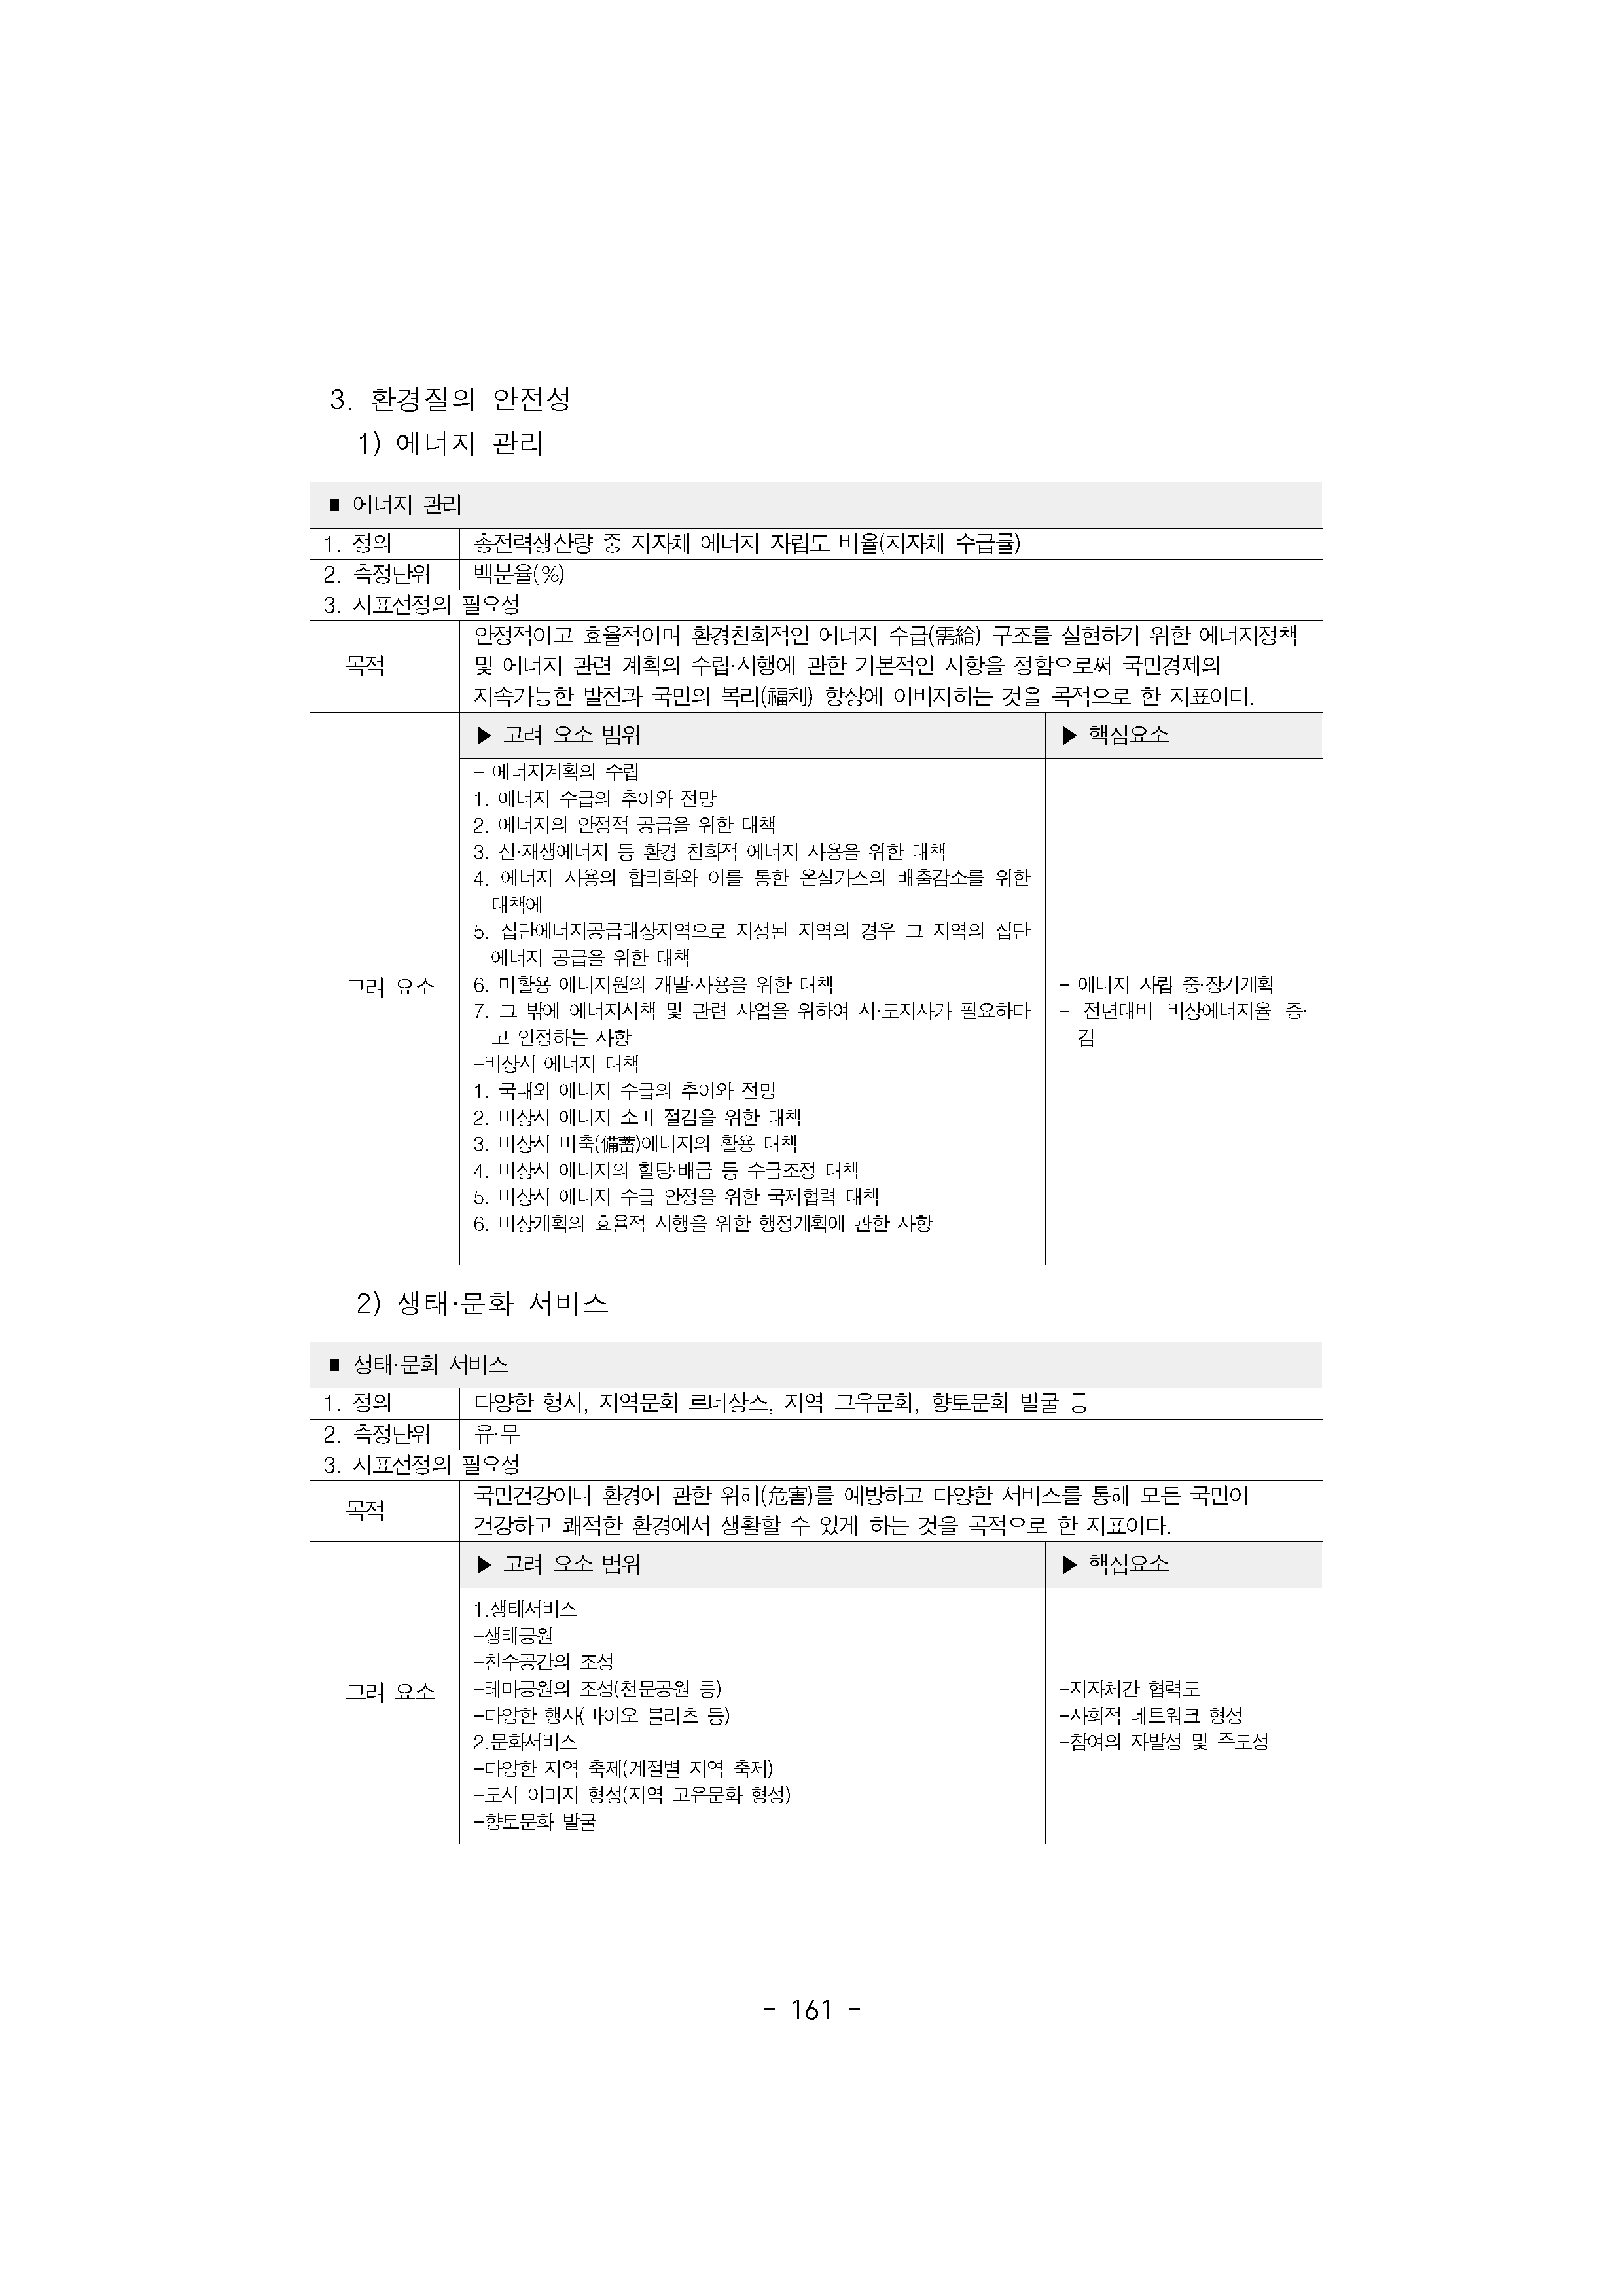 3. 환경질의 안전성
1) 에너지 관리
■ 에너지 관리
1. 정의 총전력생산량 중 지자체 에너지 자립도 비율(지자체 수급률)
2. 측정단위 백분율(%)
3. 지표선정의 필요성
- 목적
안정적이고 효율적이며 환경친화적인 에너지 수급(需給) 구조를 실현하기 위한 에너지정책
및 에너지 관련 계획의 수립·시행에 관한 기본적인 사항을 정함으로써 국민경제의
지속가능한 발전과 국민의 복리(福利) 향상에 이바지하는 것을 목적으로 한 지표이다.
- 고려 요소
▶ 고려 요소 범위
- 에너지계획의 수립
1. 에너지 수급의 추이와 전망
2. 에너지의 안정적 공급을 위한 대책
3. 신·재생에너지 등 환경 친화적 에너지 사용을 위한 대책
4. 에너지 사용의 합리화와 이를 통한 온실가스의 배출감소를 위한
대책에
5. 집단에너지공급대상지역으로 지정된 지역의 경우 그 지역의 집단
에너지 공급을 위한 대책
6. 미활용 에너지원의 개발·사용을 위한 대책
7. 그 밖에 에너지시책 및 관련 사업을 위하여 시·도지사가 필요하다
고 인정하는 사항
-비상시 에너지 대책
1. 국내외 에너지 수급의 추이와 전망
2. 비상시 에너지 소비 절감을 위한 대책
3. 비상시 비축(備蓄)에너지의 활용 대책
4. 비상시 에너지의 할당·배급 등 수급조정 대책
5. 비상시 에너지 수급 안정을 위한 국제협력 대책
6. 비상계획의 효율적 시행을 위한 행정계획에 관한 사항
▶ 핵심요소
- 에너지 자립 중·장기계획
- 전년대비 비상에너지율 증·
감
2) 생태·문화 서비스
■ 생태·문화 서비스
1. 정의 다양한 행사, 지역문화 르네상스, 지역 고유문화, 향토문화 발굴 등
2. 측정단위 유·무
3. 지표선정의 필요성
- 목적
국민건강이나 환경에 관한 위해(危害)를 예방하고 다양한 서비스를 통해 모든 국민이
건강하고 쾌적한 환경에서 생활할 수 있게 하는 것을 목적으로 한 지표이다.
- 고려 요소
▶ 고려 요소 범위
1.생태서비스
-생태공원
-친수공간의 조성
-테마공원의 조성(천문공원 등)
-다양한 행사(바이오 블리츠 등)
2.문화서비스
-다양한 지역 축제(계절별 지역 축제)
-도시 이미지 형성(지역 고유문화 형성)
-향토문화 발굴
▶ 핵심요소
-지자체간 협력도
-사회적 네트워크 형성
-참여의 자발성 및 주도성
- 161 -